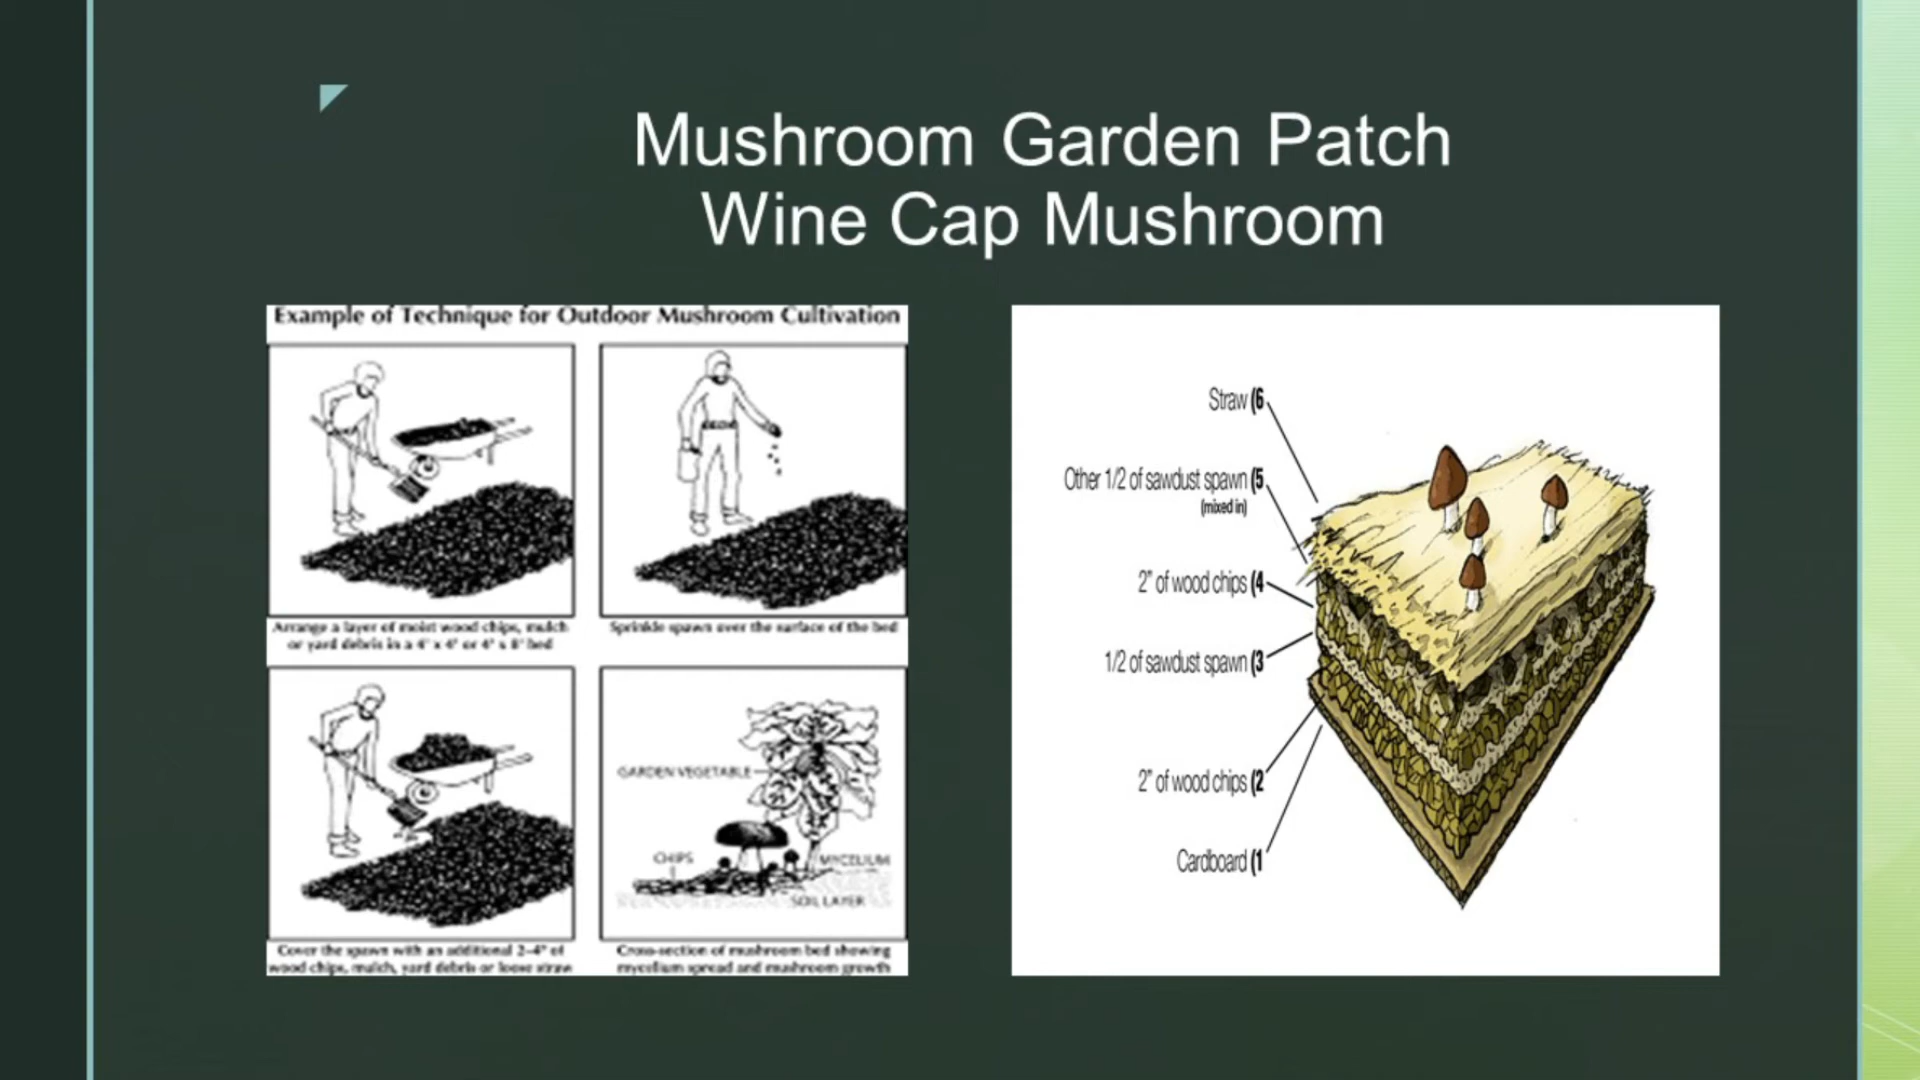 Mushroom Garden Patch
Wine Cap Mushroom
Example of Technique for Outdoor Mushroom Cultivation
Arrange a layer of moist wood chips, mulch
or yard debris in a 4' x 4' or 4' x 8' bed
Sprinkle spawn over the surface of the bed
Cover the spawn with an additional 2-4" of
wood chips, mulch, yard debris or loose straw
GARDEN VEGETABLE
CHIPS
MYCELIUM
SOIL LAYER
Cross-section of mushroom bed showing
mycelium spread and mushroom growth
Straw (6
Other 1/2 of sawdust spawn (5
(mixed in)
2" of wood chips (4
1/2 of sawdust spawn (3
2" of wood chips (2
Cardboard (1